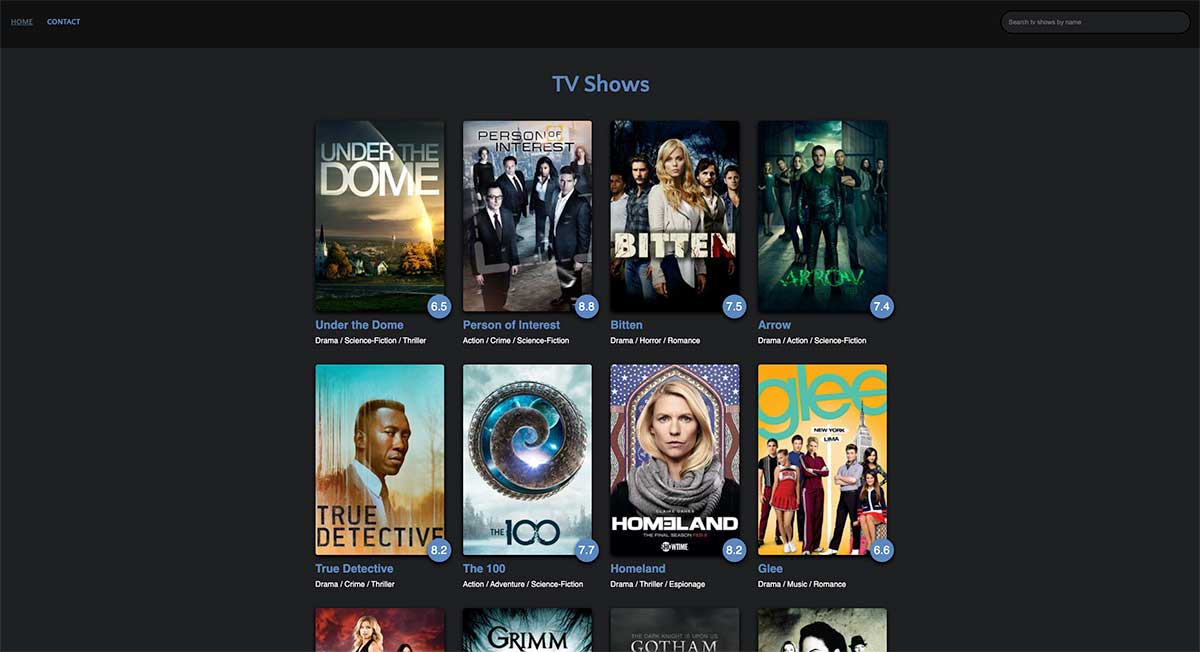 HOME
CONTACT
Search tv shows by name
TV Shows
UNDER THE
DOME
6.5
Under the Dome
Drama / Science-Fiction / Thriller
PERSON OF
INTEREST
8.8
Person of Interest
Action / Crime / Science-Fiction
BITTEN
7.5
Bitten
Drama / Horror / Romance
ARROW
7.4
Arrow
Drama / Action / Science-Fiction
TRUE
DETECTIVE
8.2
True Detective
Drama / Crime / Thriller
THE 100
7.7
The 100
Action / Adventure / Science-Fiction
CLAIRE DANES
HOMELAND
THE FINAL SEASON FEB 9
SHOWTIME
8.2
Homeland
Drama / Thriller / Espionage
glee
NEW YORK
LIMA
6.6
Glee
Drama / Music / Romance
GRIMM
THE DARK KNIGHT IS UPON US
GOTHAM